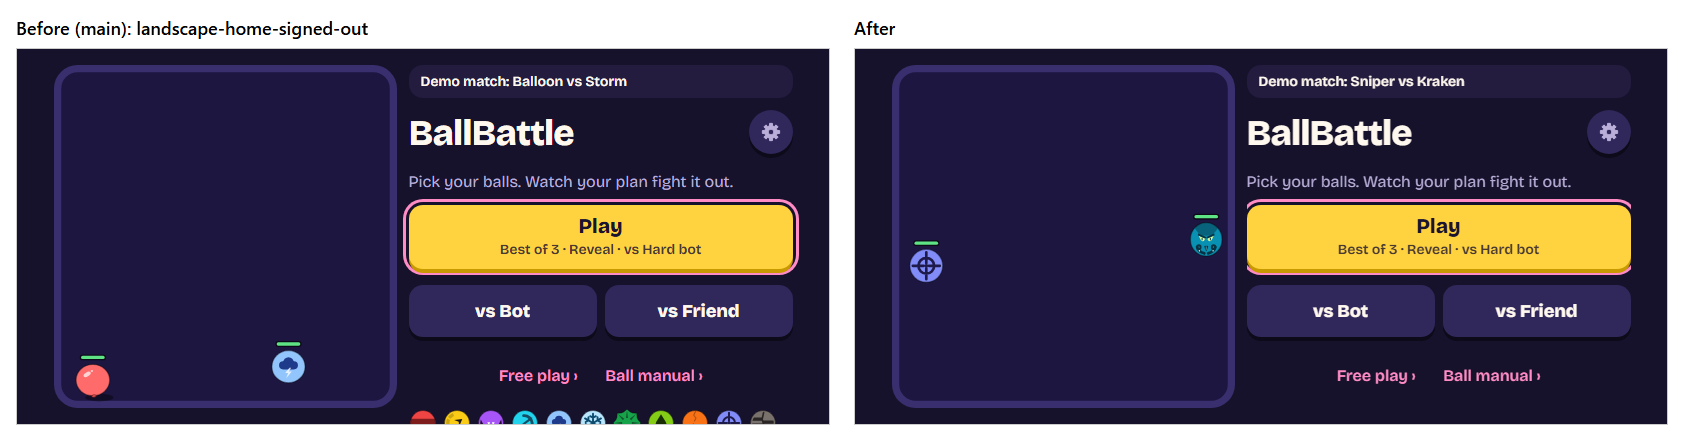 Before (main): landscape-home-signed-out
Demo match: Balloon vs Storm
BallBattle
Pick your balls. Watch your plan fight it out.
Play
Best of 3 · Reveal · vs Hard bot
vs Bot vs Friend
Free play › Ball manual ›
After
Demo match: Sniper vs Kraken
BallBattle
Pick your balls. Watch your plan fight it out.
Play
Best of 3 · Reveal · vs Hard bot
vs Bot vs Friend
Free play › Ball manual ›